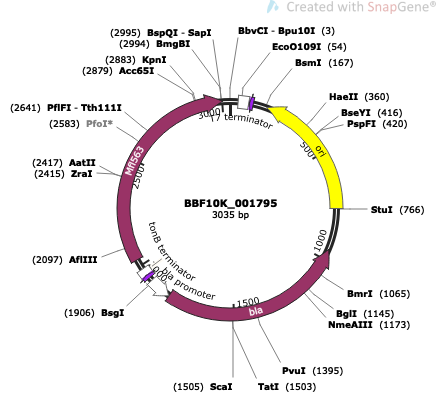 Created with SnapGene®
(2995) BspQI - SapI
(2994) BmgBI
(2883) KpnI
(2879) Acc65I
(2641) PflFI - Tth111I
(2583) PfoI*
(2417) AatII
(2415) ZraI
(2097) AflIII
(1906) BsgI
(1505) ScaI
TatI (1503)
PvuI (1395)
NmeAIII (1173)
BglI (1145)
BmrI (1065)
StuI (766)
PspFI (420)
BseYI (416)
HaeII (360)
BsmI (167)
EcoO109I (54)
BbvCI - Bpu10I (3)
3000
T7 terminator
500
ori
1000
1500
bla
bla promoter
tonB terminator
2500
Mfl563
BBF10K_001795
3035 bp